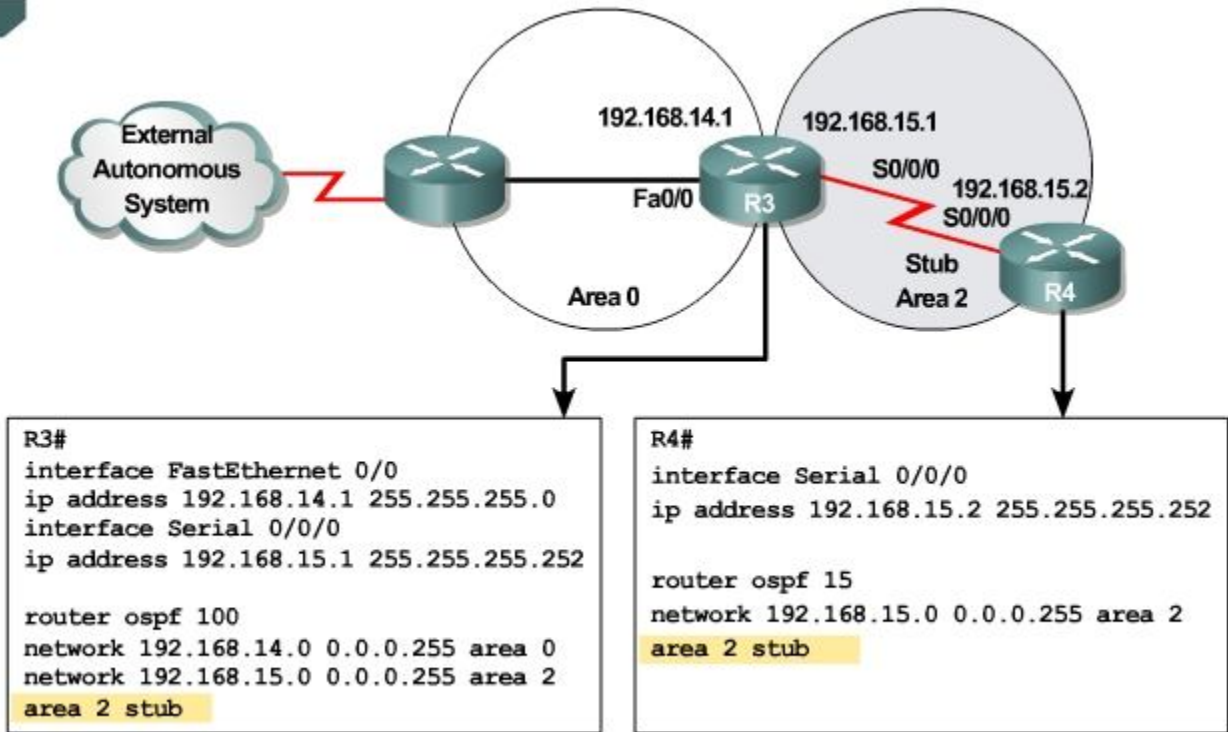 External
Autonomous
System
192.168.14.1
Fa0/0
R3
192.168.15.1
S0/0/0
192.168.15.2
S0/0/0
R4
Area 0
Stub
Area 2
R3#
interface FastEthernet 0/0
ip address 192.168.14.1 255.255.255.0
interface Serial 0/0/0
ip address 192.168.15.1 255.255.255.252
router ospf 100
network 192.168.14.0 0.0.0.255 area 0
network 192.168.15.0 0.0.0.255 area 2
area 2 stub
R4#
interface Serial 0/0/0
ip address 192.168.15.2 255.255.255.252
router ospf 15
network 192.168.15.0 0.0.0.255 area 2
area 2 stub